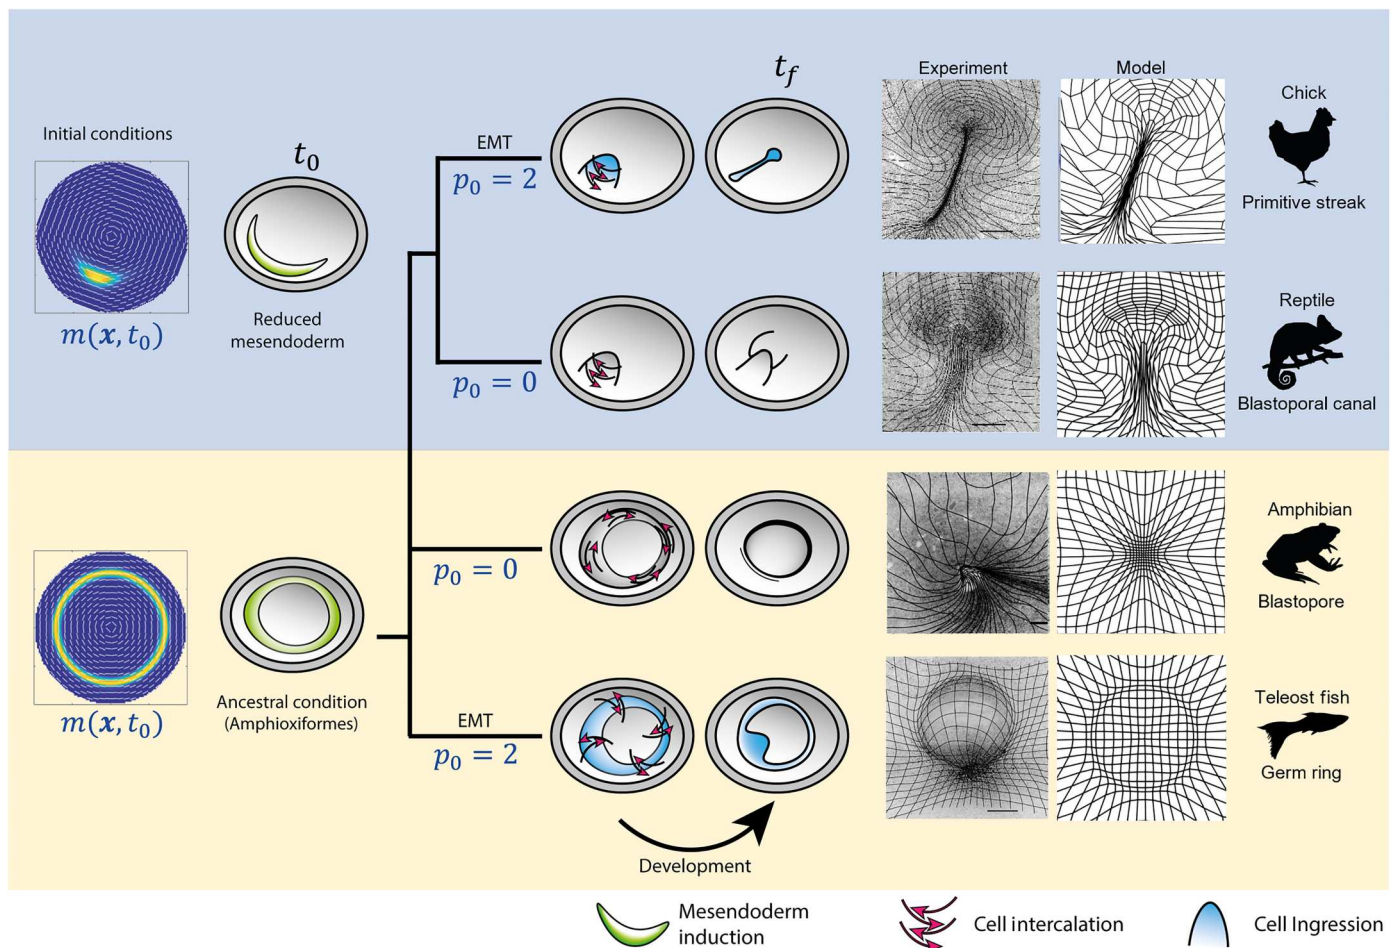 Initial conditions
m(x, t₀)
t₀
Reduced
mesendoderm
EMT
p₀ = 2
p₀ = 0
t_f
Experiment
Model
Chick
Primitive streak
Reptile
Blastoporal canal
m(x, t₀)
Ancestral condition
(Amphioxiformes)
p₀ = 0
EMT
p₀ = 2
Amphibian
Blastopore
Teleost fish
Germ ring
Development
Mesendoderm
induction
Cell intercalation
Cell Ingression